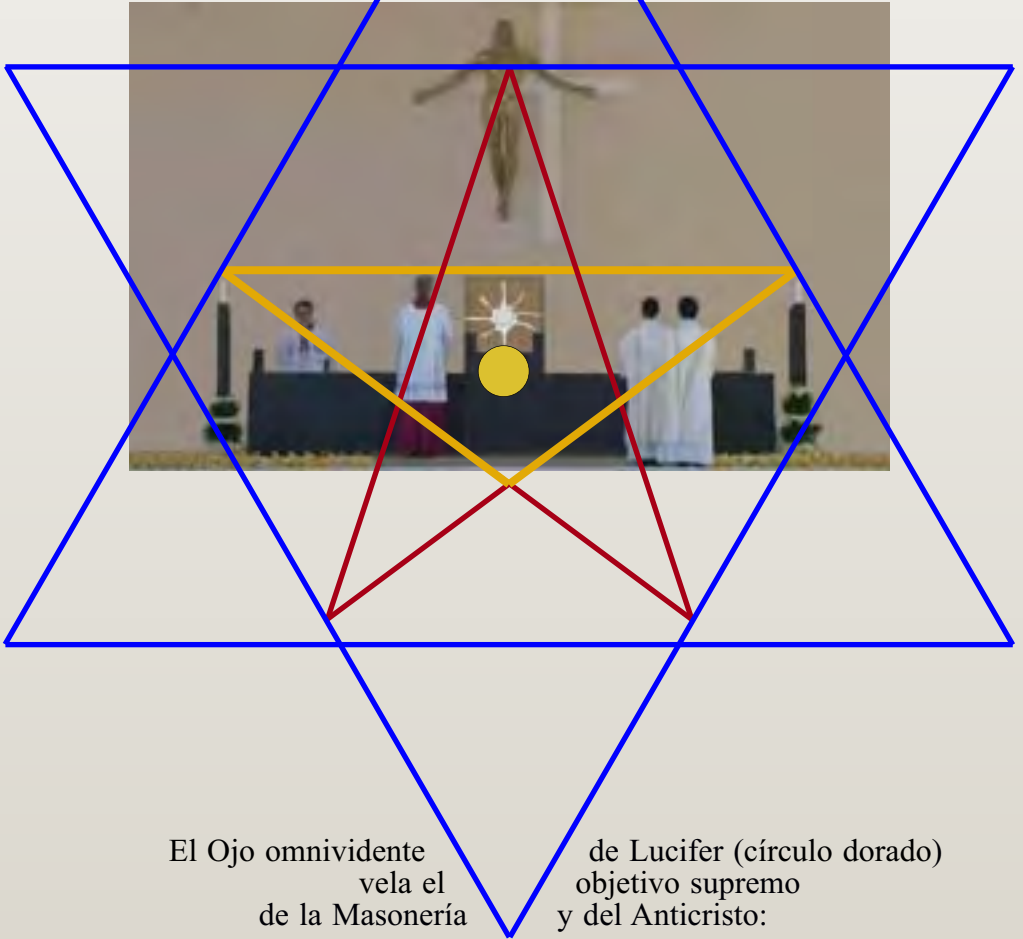 El Ojo omnividente de Lucifer (círculo dorado)
vela el objetivo supremo
de la Masonería y del Anticristo: